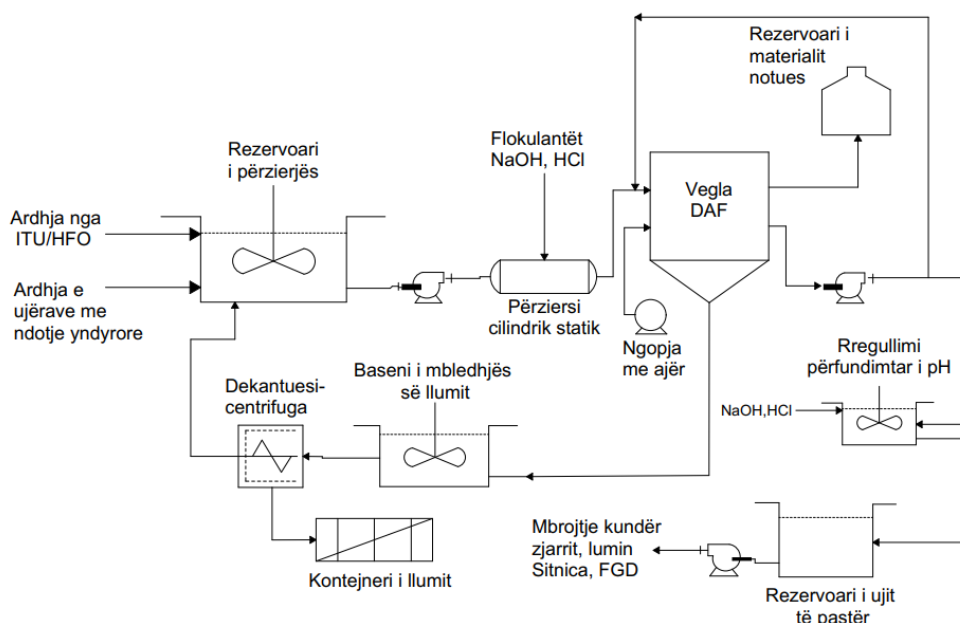 Rezervoari i
materialit
notues
Flokulantët
NaOH, HCl
Rezervoari
i përzierjës
Vegla
DAF
Ardhja nga
ITU/HFO
Ardhja e
ujërave me
ndotje yndyrore
Përziersi
cilindrik statik
Ngopja
me ajër
Rregullimi
përfundimtar i pH
NaOH,HCl
Baseni i mbledhjës
së llumit
Dekantuesi-
centrifuga
Kontejneri i llumit
Mbrojtje kundër
zjarrit, lumin
Sitnica, FGD
Rezervoari i ujit
të pastër